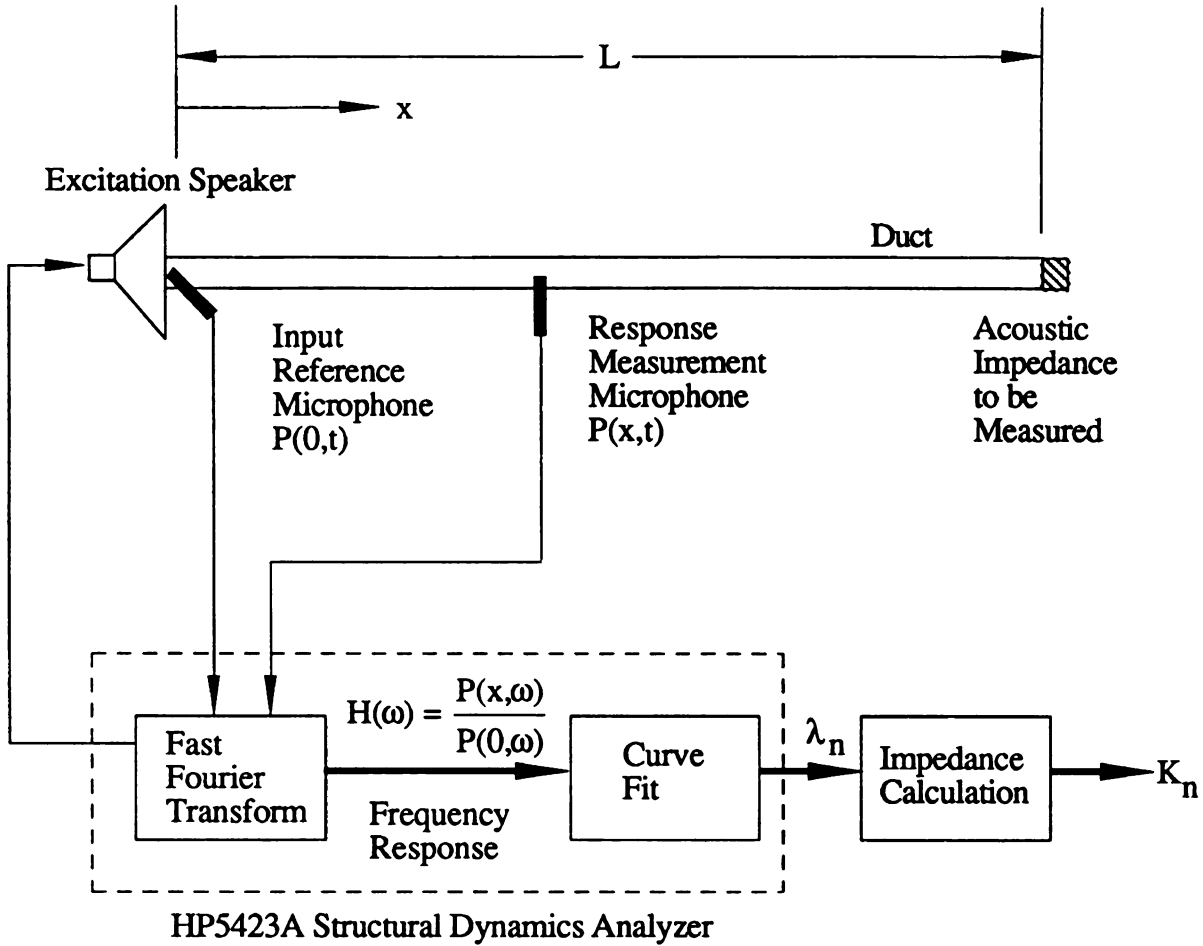 L
x
Excitation Speaker
Duct
Input
Reference
Microphone
P(0,t)
Response
Measurement
Microphone
P(x,t)
Acoustic
Impedance
to be
Measured
Fast
Fourier
Transform
H(ω) = P(x,ω) / P(0,ω)
Frequency
Response
Curve
Fit
λn
Impedance
Calculation
Kn
HP5423A Structural Dynamics Analyzer